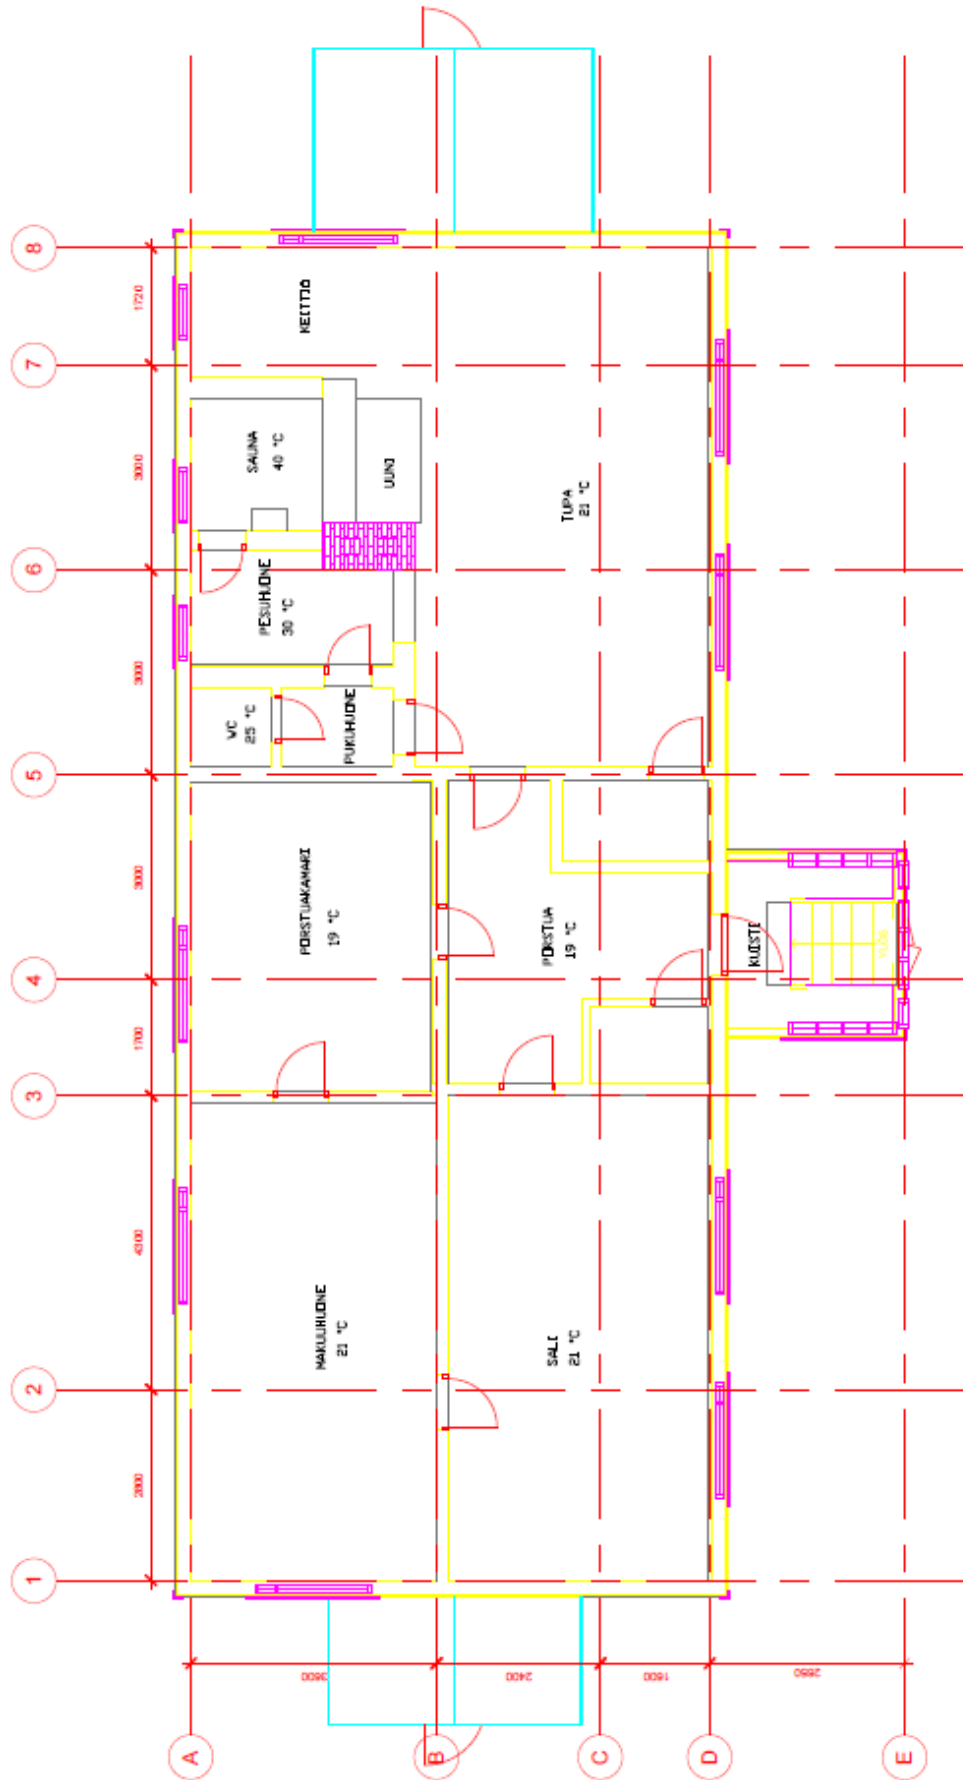 8
7
6
5
4
3
2
1
1720
3000
3000
3000
1700
4300
2800
KEITTIÖ
SAUNA
40 °C
UUNI
TUPA
21 °C
PESUHUONE
30 °C
WC
25 °C
PUKUHUONE
PORSTUAKAMARI
19 °C
PORSTUA
19 °C
KUISTI
MAKUUHUONE
21 °C
SALI
21 °C
3600
2400
1600
A
B
C
D
E